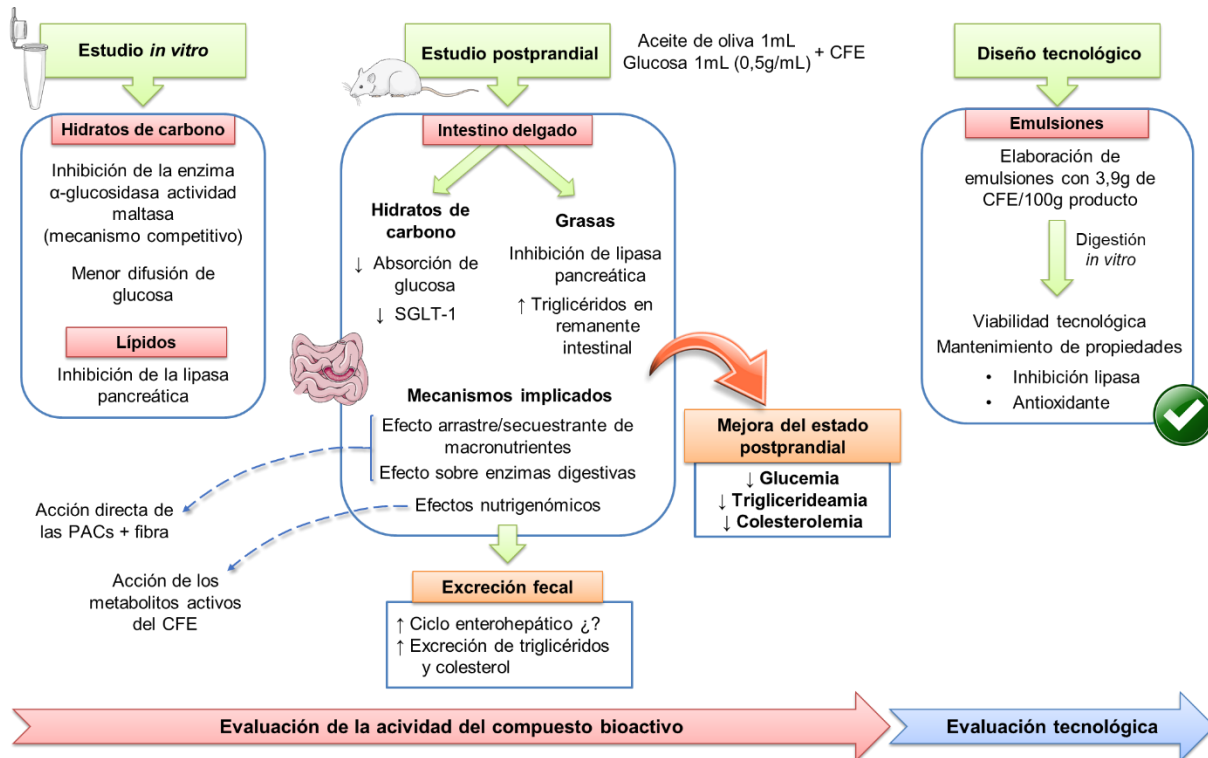 Estudio in vitro
Hidratos de carbono
Inhibición de la enzima
α-glucosidasa actividad
maltasa
(mecanismo competitivo)
Menor difusión de
glucosa
Lípidos
Inhibición de la lipasa
pancreática
Estudio postprandial
Aceite de oliva 1mL
Glucosa 1mL (0,5g/mL)
+ CFE
Intestino delgado
Hidratos de
carbono
↓ Absorción de
glucosa
↓ SGLT-1
Grasas
Inhibición de lipasa
pancreática
↑ Triglicéridos en
remanente
intestinal
Mecanismos implicados
Efecto arrastre/secuestrante de
macronutrientes
Efecto sobre enzimas digestivas
Efectos nutrigenómicos
Acción directa de
las PACs + fibra
Acción de los
metabolitos activos
del CFE
Excreción fecal
↑ Ciclo enterohepático ¿?
↑ Excreción de triglicéridos
y colesterol
Mejora del estado
postprandial
↓ Glucemia
↓ Triglicerideamia
↓ Colesterolemia
Diseño tecnológico
Emulsiones
Elaboración de
emulsiones con 3,9g de
CFE/100g producto
Digestión
in vitro
Viabilidad tecnológica
Mantenimiento de propiedades
• Inhibición lipasa
• Antioxidante
Evaluación de la acividad del compuesto bioactivo
Evaluación tecnológica